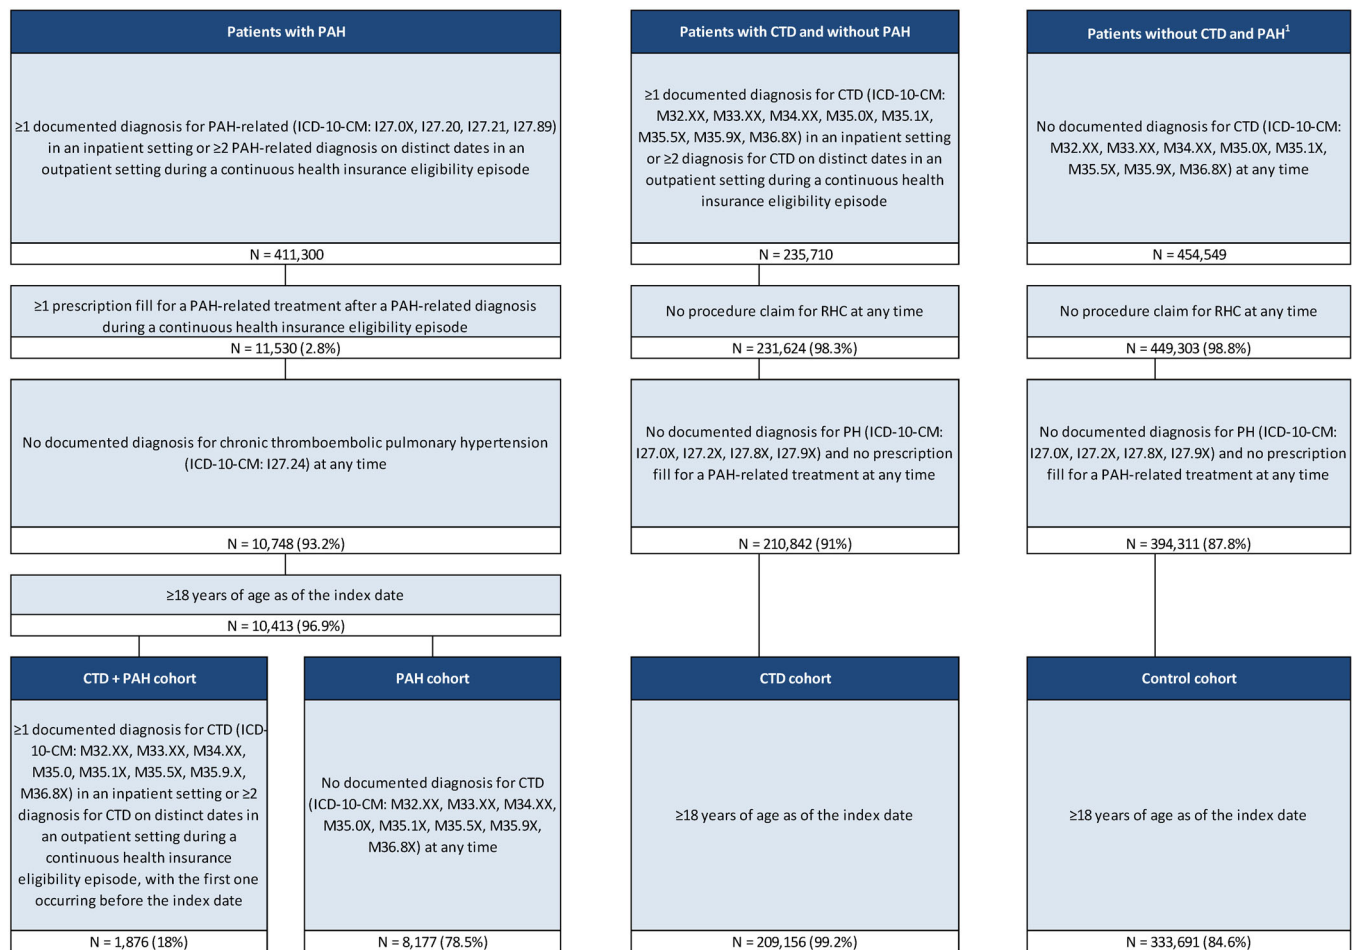 Patients with PAH
≥1 documented diagnosis for PAH-related (ICD-10-CM: I27.0X, I27.20, I27.21, I27.89)
in an inpatient setting or ≥2 PAH-related diagnosis on distinct dates in an
outpatient setting during a continuous health insurance eligibility episode
N = 411,300
≥1 prescription fill for a PAH-related treatment after a PAH-related diagnosis
during a continuous health insurance eligibility episode
N = 11,530 (2.8%)
No documented diagnosis for chronic thromboembolic pulmonary hypertension
(ICD-10-CM: I27.24) at any time
N = 10,748 (93.2%)
≥18 years of age as of the index date
N = 10,413 (96.9%)
CTD + PAH cohort
≥1 documented diagnosis for CTD (ICD-
10-CM: M32.XX, M33.XX, M34.XX,
M35.0, M35.1X, M35.5X, M35.9.X,
M36.8X) in an inpatient setting or ≥2
diagnosis for CTD on distinct dates in
an outpatient setting during a
continuous health insurance
eligibility episode, with the first one
occurring before the index date
N = 1,876 (18%)
PAH cohort
No documented diagnosis for CTD
(ICD-10-CM: M32.XX, M33.XX, M34.XX,
M35.0X, M35.1X, M35.5X, M35.9X,
M36.8X) at any time
N = 8,177 (78.5%)
Patients with CTD and without PAH
≥1 documented diagnosis for CTD (ICD-10-CM:
M32.XX, M33.XX, M34.XX, M35.0X, M35.1X,
M35.5X, M35.9X, M36.8X) in an inpatient setting
or ≥2 diagnosis for CTD on distinct dates in an
outpatient setting during a continuous health
insurance eligibility episode
N = 235,710
No procedure claim for RHC at any time
N = 231,624 (98.3%)
No documented diagnosis for PH (ICD-10-CM:
I27.0X, I27.2X, I27.8X, I27.9X) and no prescription
fill for a PAH-related treatment at any time
N = 210,842 (91%)
CTD cohort
≥18 years of age as of the index date
N = 209,156 (99.2%)
Patients without CTD and PAH¹
No documented diagnosis for CTD (ICD-10-CM:
M32.XX, M33.XX, M34.XX, M35.0X, M35.1X,
M35.5X, M35.9X, M36.8X) at any time
N = 454,549
No procedure claim for RHC at any time
N = 449,303 (98.8%)
No documented diagnosis for PH (ICD-10-CM:
I27.0X, I27.2X, I27.8X, I27.9X) and no prescription
fill for a PAH-related treatment at any time
N = 394,311 (87.8%)
Control cohort
≥18 years of age as of the index date
N = 333,691 (84.6%)